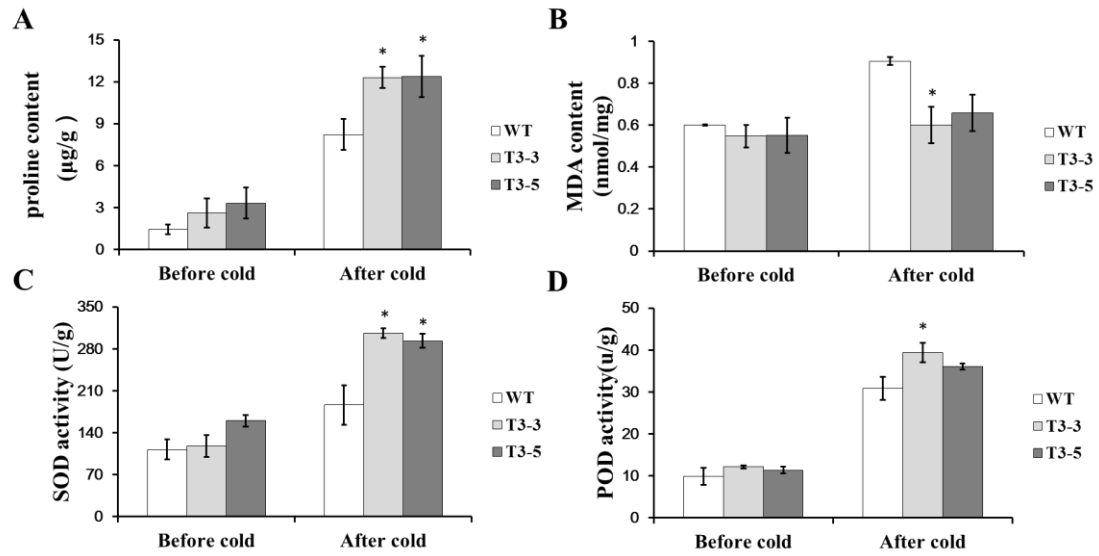 A
proline content
(µg/g )
15
12
9
6
3
0
*
*
Before cold
After cold
WT
T3-3
T3-5
B
MDA content
(nmol/mg)
1
0.8
0.6
0.4
0.2
0
*
Before cold
After cold
WT
T3-3
T3-5
C
SOD activity (U/g)
350
280
210
140
70
0
*
*
Before cold
After cold
WT
T3-3
T3-5
D
POD activity(u/g)
50
40
30
20
10
0
*
Before cold
After cold
WT
T3-3
T3-5